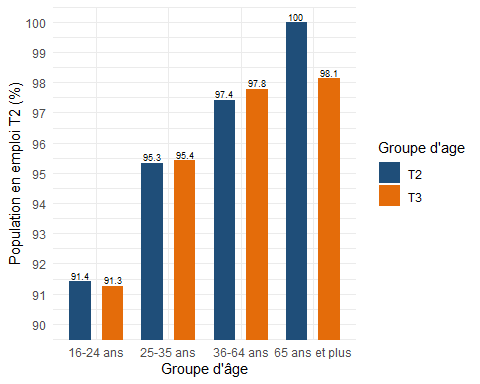 100
99
98
97
96
95
94
93
92
91
90
Population en emploi T2 (%)
91.4
91.3
95.3
95.4
97.4
97.8
100
98.1
16-24 ans
25-35 ans
36-64 ans
65 ans et plus
Groupe d'âge
Groupe d'age
T2
T3